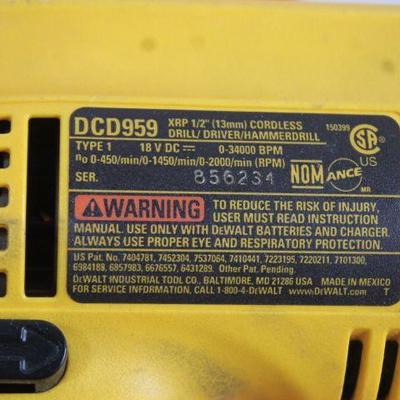 DCD959 XRP 1/2" (13mm) CORDLESS
DRILL/DRIVER/HAMMERDRILL
150399
SA
US
TYPE 1 18 V DC⎓ 0-34000 BPM
no 0-450/min/0-1450/min/0-2000/min (RPM)
SER. 856234
NOM
ANCE
MR
WARNING TO REDUCE THE RISK OF INJURY,
USER MUST READ INSTRUCTION
MANUAL. USE ONLY WITH DEWALT BATTERIES AND CHARGER.
ALWAYS USE PROPER EYE AND RESPIRATORY PROTECTION.
US Pat. No. 7404781, 7452304, 7537064, 7410441, 7223195, 7220211, 7101300,
6984189, 6957983, 6676557, 6431289. Other Pat. Pending.
DEWALT INDUSTRIAL TOOL CO., BALTIMORE, MD 21286 USA MADE IN MEXICO
FOR SERVICE INFORMATION, CALL 1-800-4-DEWALT www.DEWALT.com T